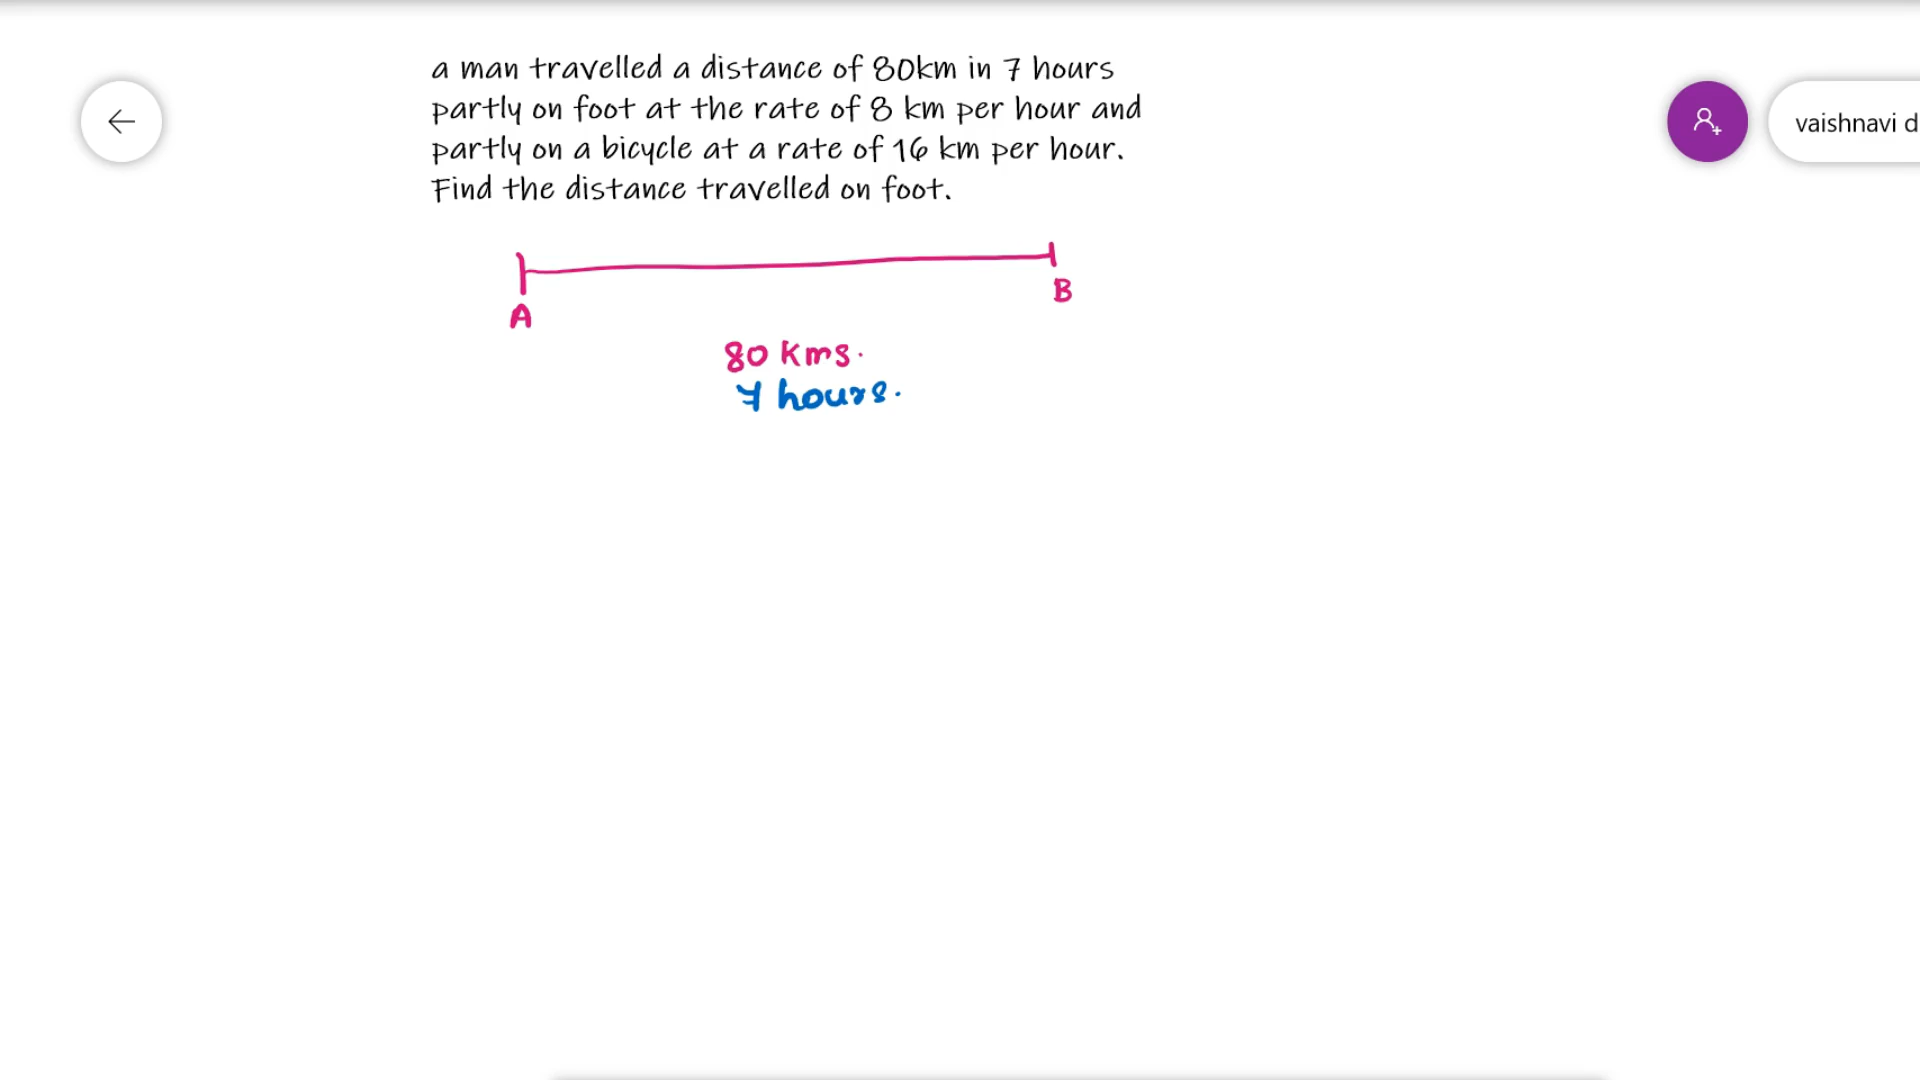 a man travelled a distance of 80km in 7 hours
partly on foot at the rate of 8 km per hour and
partly on a bicycle at a rate of 16 km per hour.
Find the distance travelled on foot.
vaishnavi d
A
B
80 kms.
7 hours.